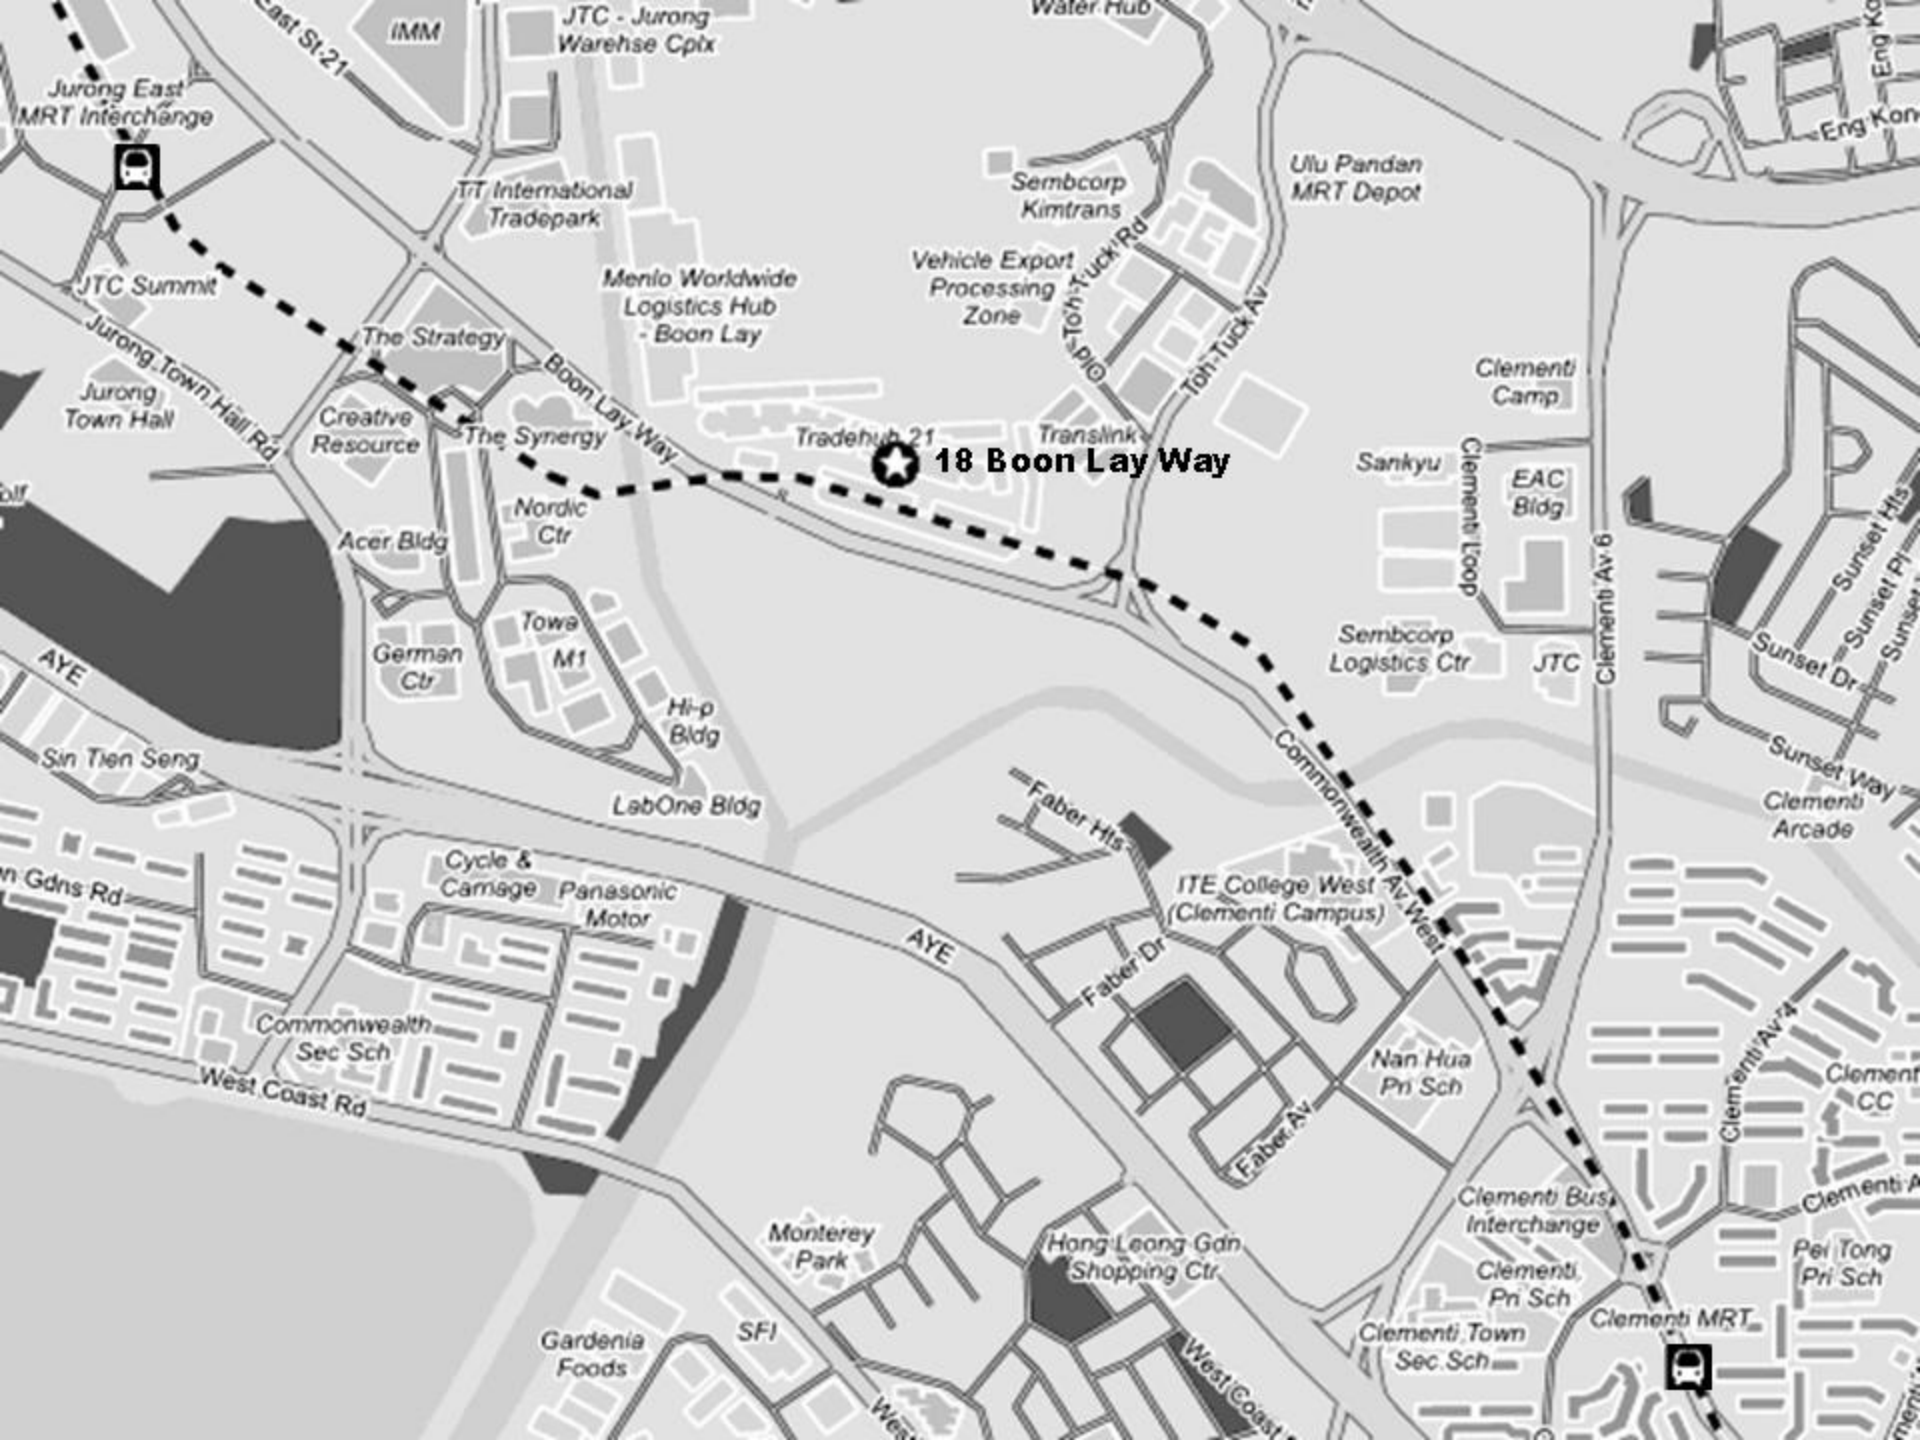 IMM
East St 21
JTC - Jurong
Warehse Cplx
Water Hub
Jurong East
MRT Interchange
Eng Kon
TT International
Tradepark
Sembcorp
Kimtrans
Ulu Pandan
MRT Depot
Toh Tuck Rd
Vehicle Export
Processing
Zone
Menlo Worldwide
Logistics Hub
- Boon Lay
JTC Summit
Old Toh Tuck Rd
Toh Tuck Av
The Strategy
Jurong Town Hall Rd
Jurong
Town Hall
Boon Lay Way
Clementi
Camp
Creative
Resource
The Synergy
Tradehub 21
Translink
18 Boon Lay Way
Sankyu
Clementi Loop
EAC
Bldg
Nordic
Ctr
Acer Bldg
Clementi Av 6
Sunset Hts
Sunset Pl
Sunset
Towa
M1
German
Ctr
Sembcorp
Logistics Ctr
JTC
Sunset Dr
AYE
Hi-p
Bldg
Sin Tien Seng
LabOne Bldg
Commonwealth Av West
Sunset Way
Clementi
Arcade
Faber Hts
Cycle &
Carriage
Panasonic
Motor
n Gdns Rd
ITE College West
(Clementi Campus)
AYE
Faber Dr
Commonwealth
Sec Sch
Nan Hua
Pri Sch
Clementi Av 4
Clement
CC
West Coast Rd
Faber Av
Clementi Bus
Interchange
Clementi A
Monterey
Park
Hong Leong Gdn
Shopping Ctr
Clementi
Pri Sch
Pei Tong
Pri Sch
Clementi MRT
Gardenia
Foods
SFI
Clementi Town
Sec Sch
West Coast
West